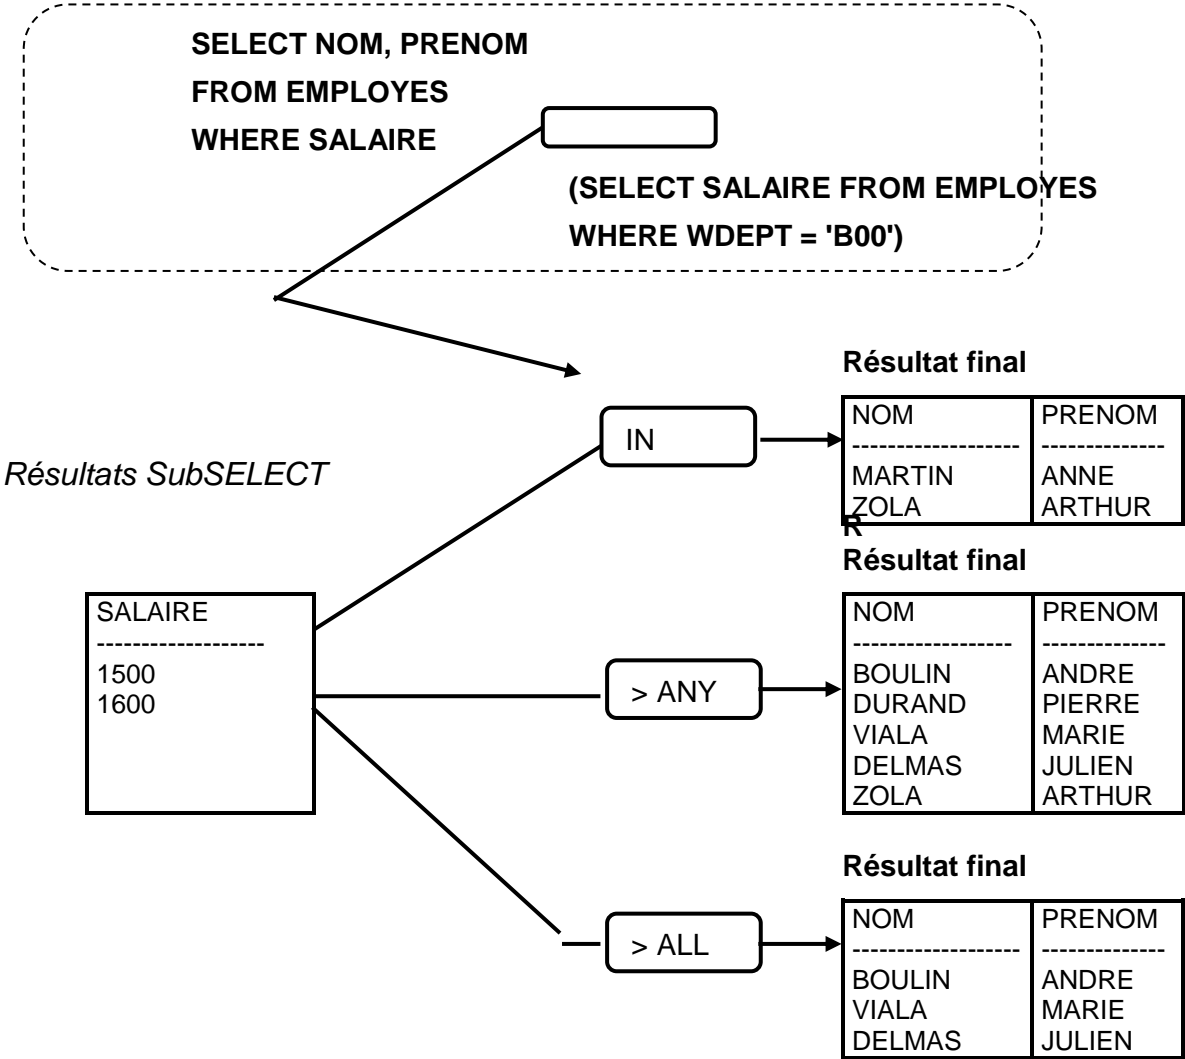 SELECT NOM, PRENOM
FROM EMPLOYES
WHERE SALAIRE
(SELECT SALAIRE FROM EMPLOYES
WHERE WDEPT = 'B00')
Résultat final
IN
NOM PRENOM
------------------- --------------
MARTIN ANNE
ZOLA ARTHUR
Résultats SubSELECT
R
Résultat final
SALAIRE
-------------------
1500
1600
> ANY
NOM PRENOM
------------------ --------------
BOULIN ANDRE
DURAND PIERRE
VIALA MARIE
DELMAS JULIEN
ZOLA ARTHUR
Résultat final
> ALL
NOM PRENOM
------------------- --------------
BOULIN ANDRE
VIALA MARIE
DELMAS JULIEN